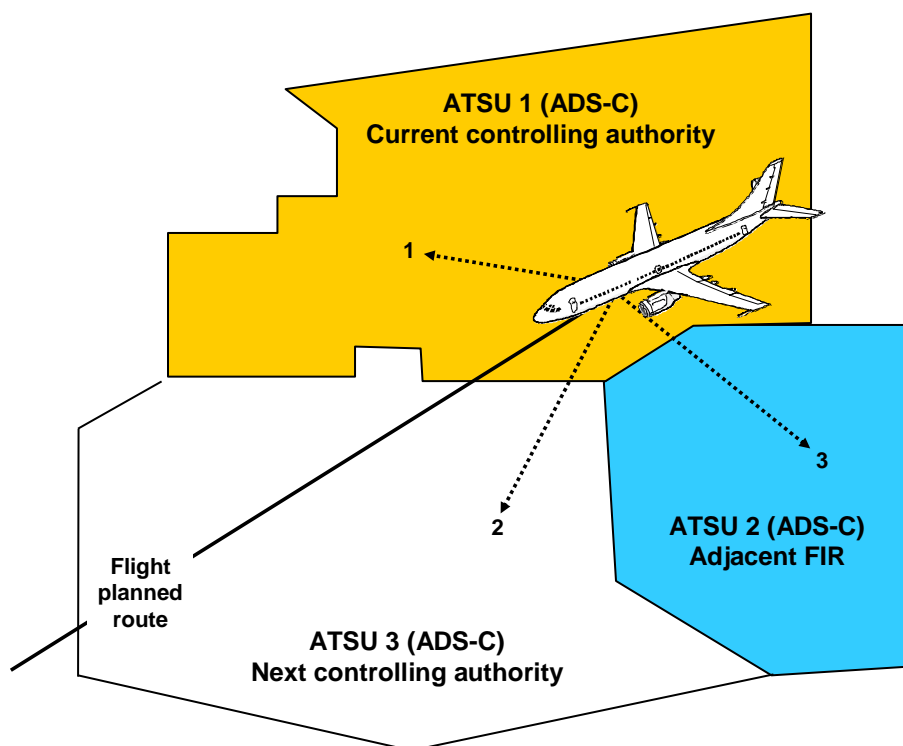 ATSU 1 (ADS-C)
Current controlling authority
1
3
2
ATSU 2 (ADS-C)
Adjacent FIR
Flight
planned
route
ATSU 3 (ADS-C)
Next controlling authority